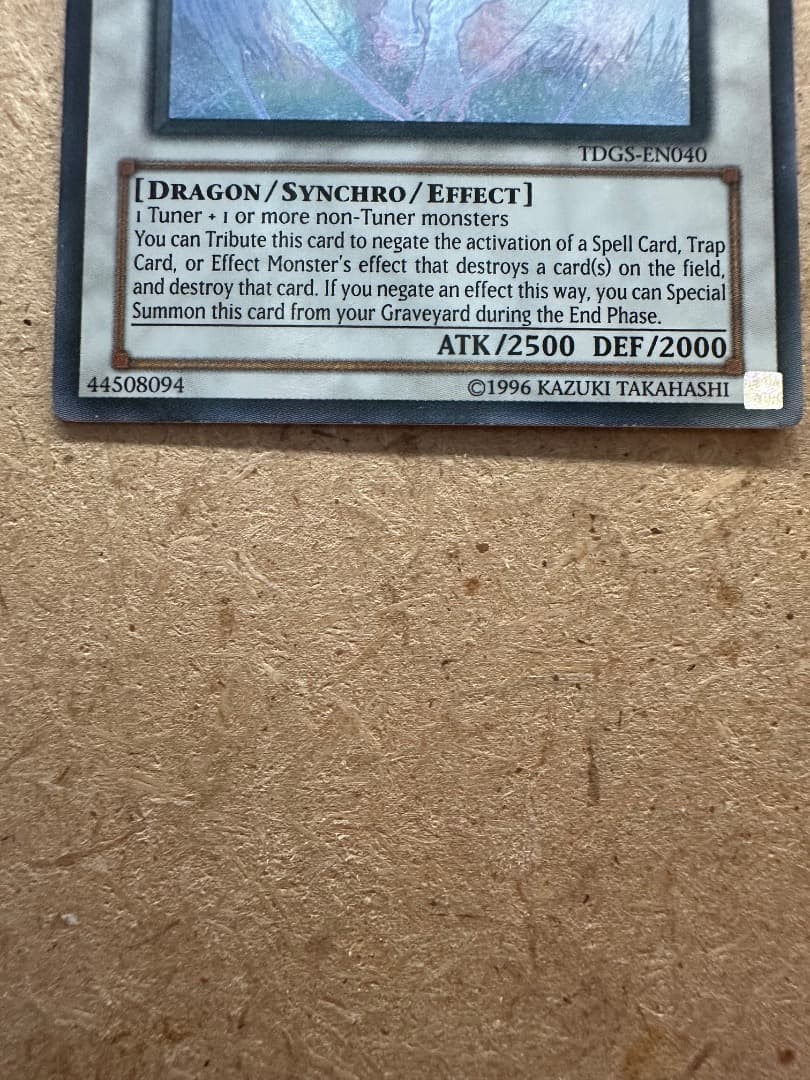 TDGS-EN040
[DRAGON/SYNCHRO/EFFECT]
1 Tuner + 1 or more non-Tuner monsters
You can Tribute this card to negate the activation of a Spell Card, Trap
Card, or Effect Monster's effect that destroys a card(s) on the field,
and destroy that card. If you negate an effect this way, you can Special
Summon this card from your Graveyard during the End Phase.
ATK/2500 DEF/2000
44508094 ©1996 KAZUKI TAKAHASHI